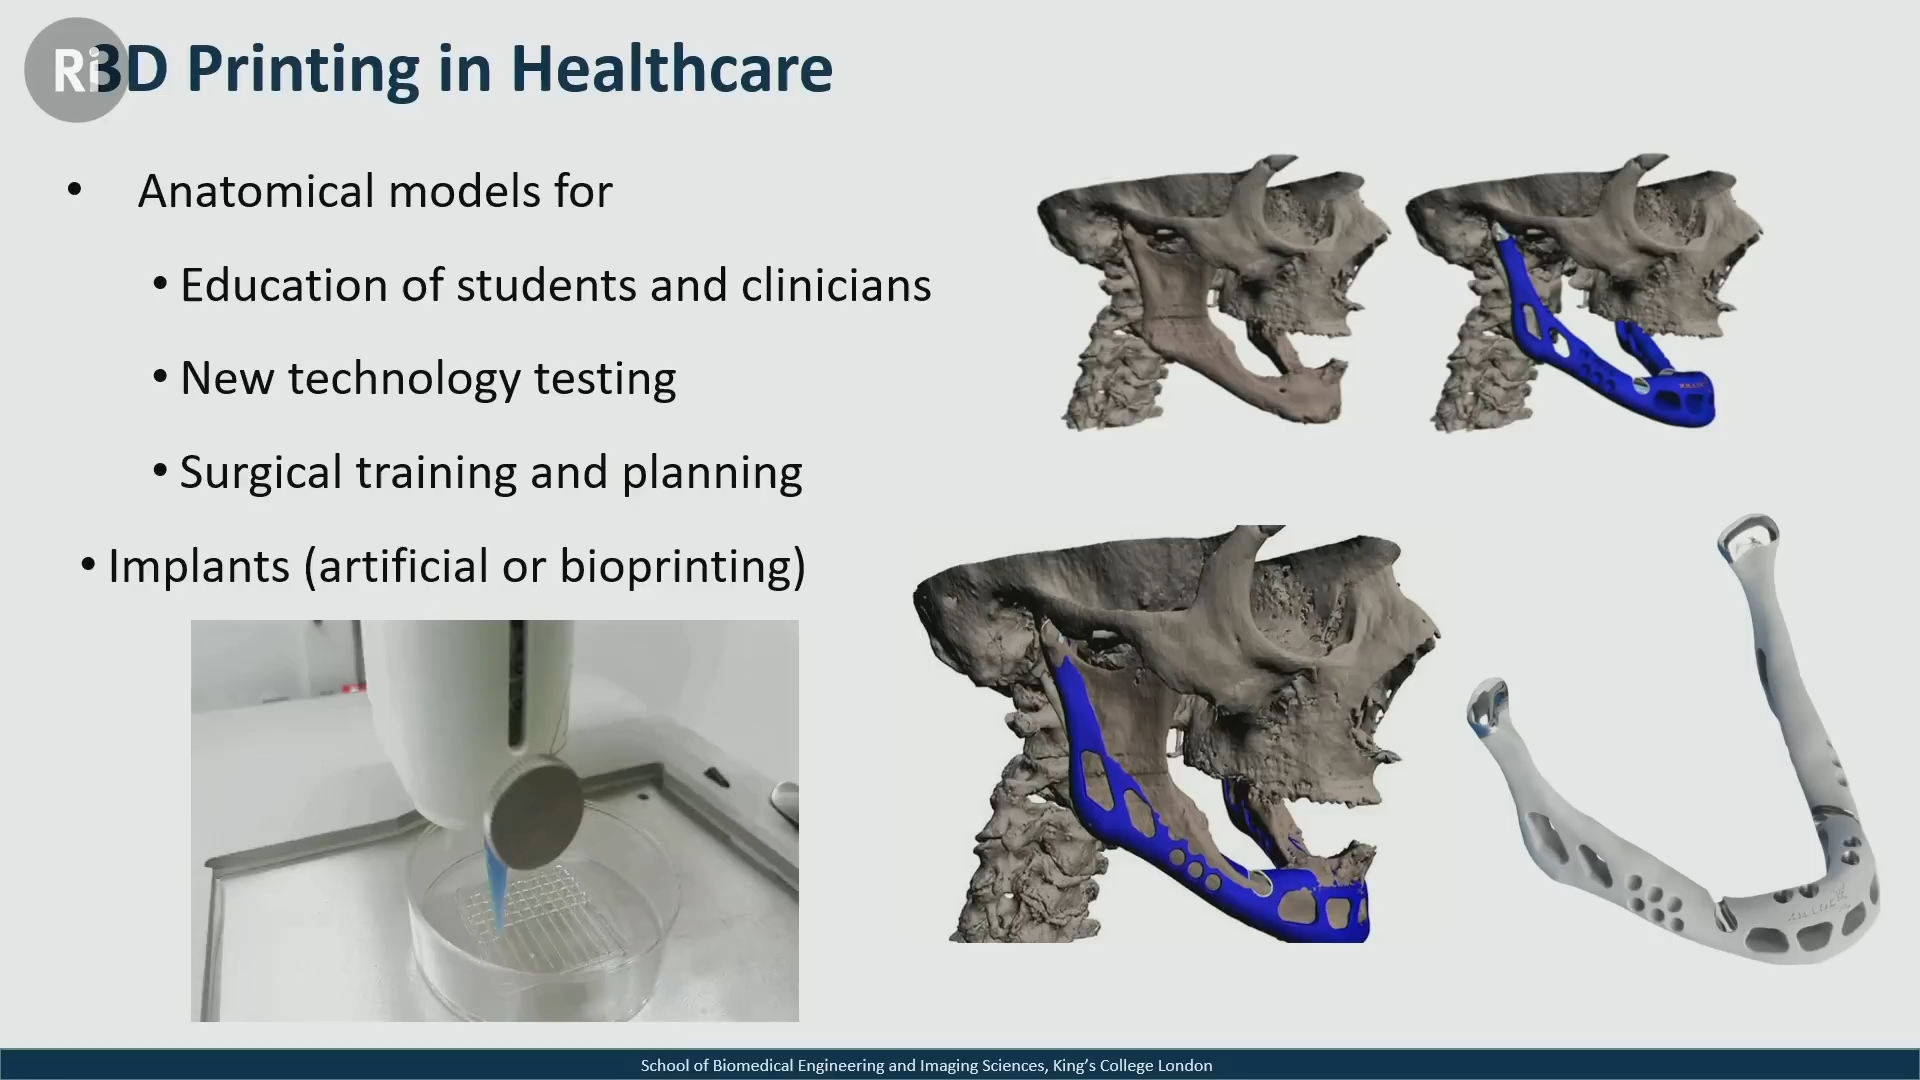 Ri
3D Printing in Healthcare
• Anatomical models for
• Education of students and clinicians
• New technology testing
• Surgical training and planning
• Implants (artificial or bioprinting)
School of Biomedical Engineering and Imaging Sciences, King’s College London